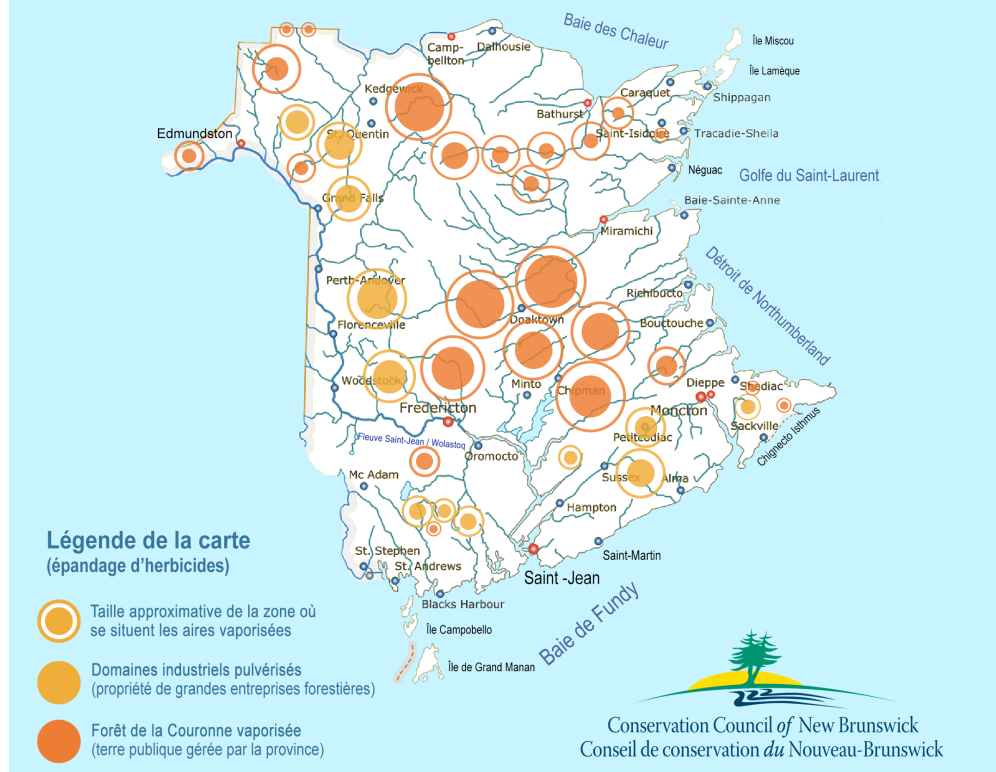 Baie des Chaleur
Île Miscou
Île Lamèque
Camp-
bellton
Dalhousie
Kedgewick
Caraquet
Shippagan
Bathurst
Edmundston
St. Quentin
Saint-Isidore
Tracadie-Sheila
Néguac
Golfe du Saint-Laurent
Grand Falls
Baie-Sainte-Anne
Miramichi
Détroit de Northumberland
Perth-Andover
Richibucto
Doaktown
Florenceville
Bouctouche
Woodstock
Minto
Chipman
Dieppe
Shediac
Fredericton
Moncton
Sackville
Chignecto Isthmus
Petitcodiac
Fleuve Saint-Jean / Wolastoq
Oromocto
Mc Adam
Sussex
Alma
Hampton
Légende de la carte
(épandage d'herbicides)
St. Stephen
Saint-Martin
St. Andrews
Saint -Jean
Blacks Harbour
Baie de Fundy
Île Campobello
Île de Grand Manan
Taille approximative de la zone où
se situent les aires vaporisées
Domaines industriels pulvérisés
(propriété de grandes entreprises forestières)
Forêt de la Couronne vaporisée
(terre publique gérée par la province)
Conservation Council of New Brunswick
Conseil de conservation du Nouveau-Brunswick